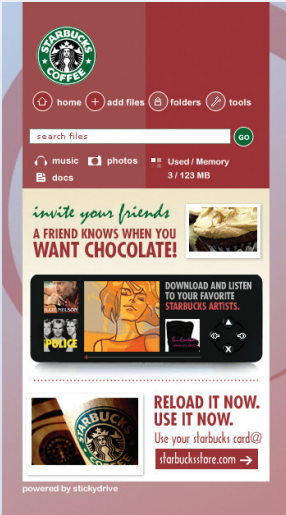 STARBUCKS
COFFEE
home
add files
folders
tools
search files
GO
music
photos
docs
Used / Memory
3 / 123 MB
invite your friends
A FRIEND KNOWS WHEN YOU
WANT CHOCOLATE!
NELSON
POLICE
DOWNLOAD AND LISTEN
TO YOUR FAVORITE
STARBUCKS ARTISTS.
X
STARBUCKS
RELOAD IT NOW.
USE IT NOW.
Use your starbucks card@
starbucksstore.com
powered by stickydrive